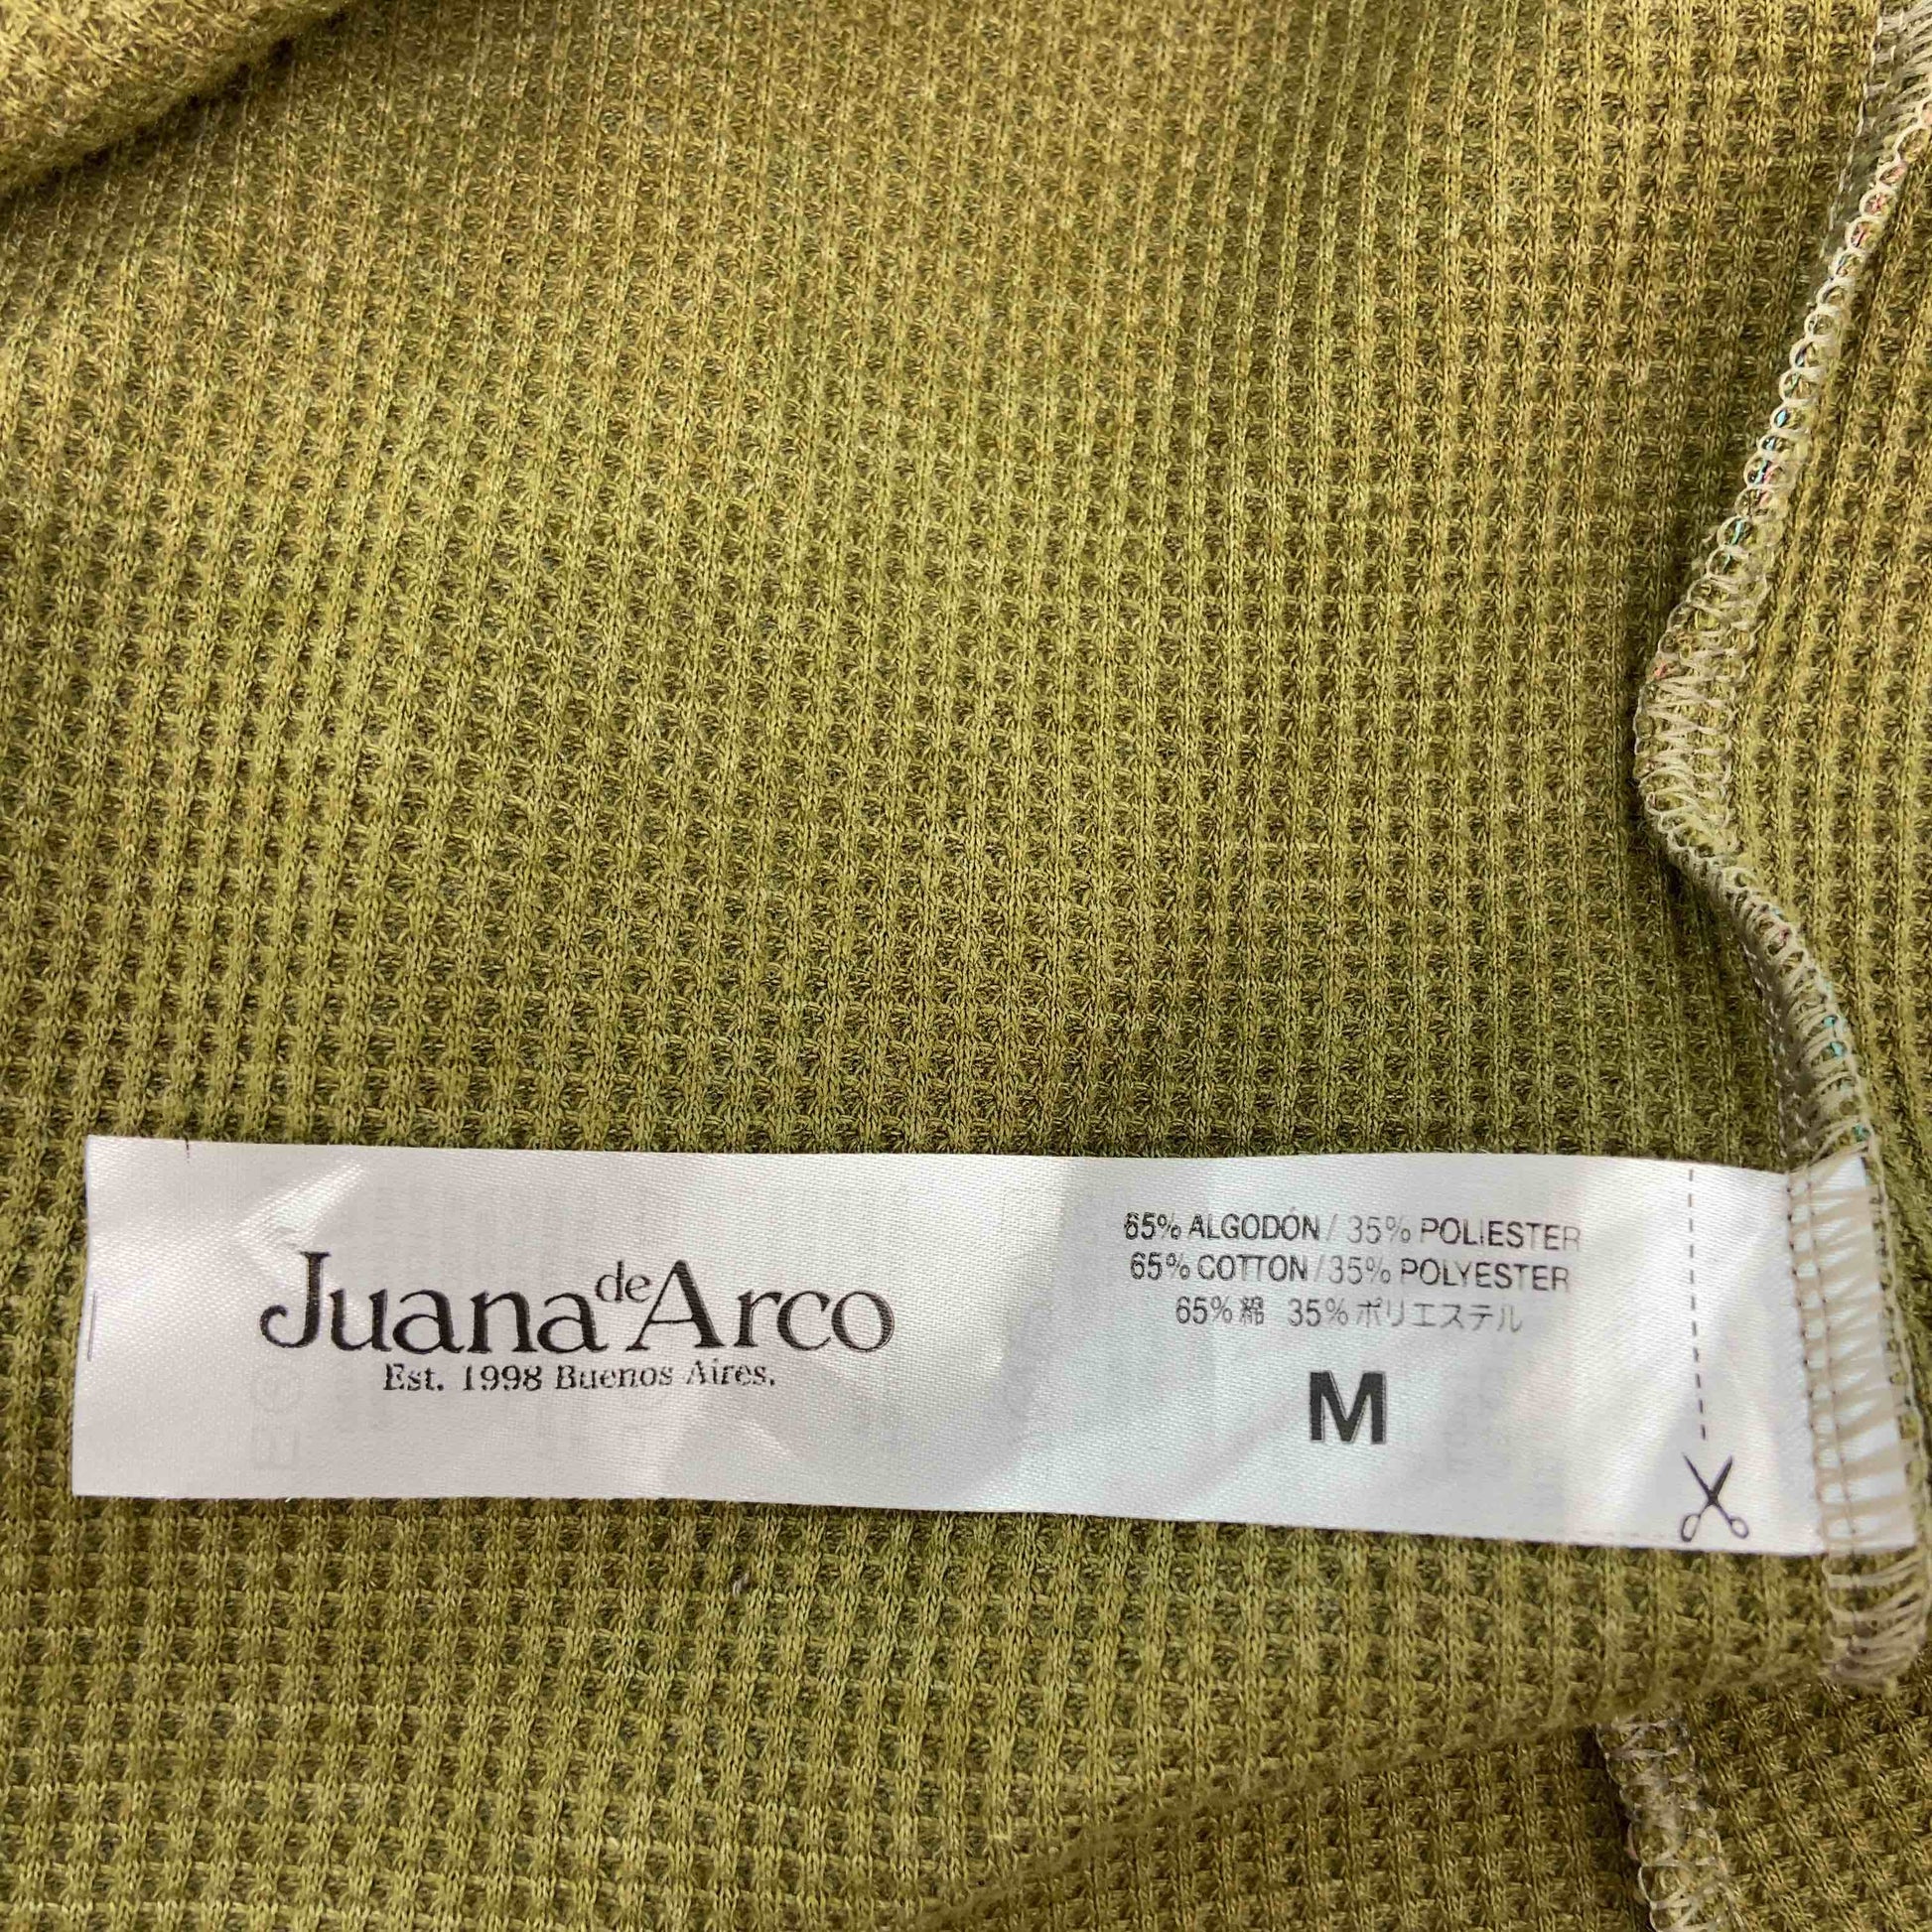 Juana de Arco
Est. 1998 Buenos Aires.
65% ALGODÓN / 35% POLIESTER
65% COTTON / 35% POLYESTER
65% 綿 35% ポリエステル
M